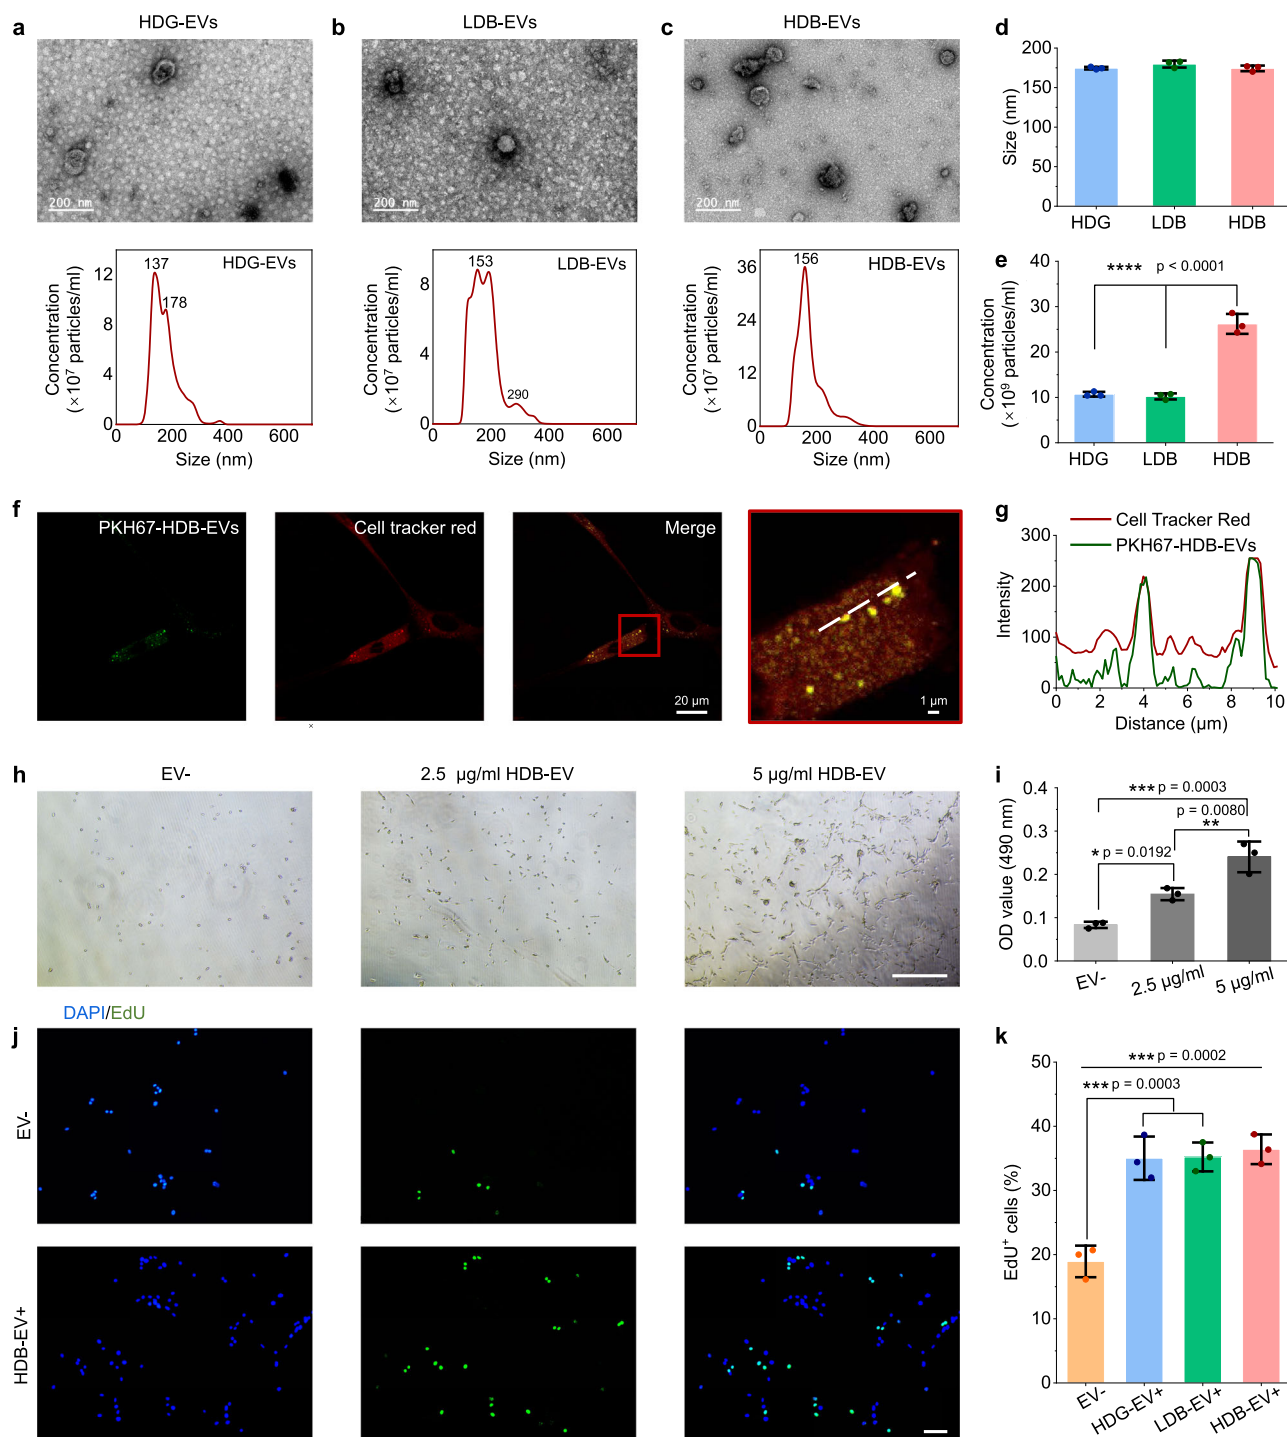 a HDG-EVs b LDB-EVs c HDB-EVs d
200 nm 200 nm 200 nm
Size (nm)
200
150
100
50
0
HDG LDB HDB
Concentration
(×10⁷ particles/ml)
12
8
4
0
137
178
HDG-EVs
0 200 400 600
Size (nm)
Concentration
(×10⁷ particles/ml)
8
4
0
153
290
LDB-EVs
0 200 400 600
Size (nm)
Concentration
(×10⁷ particles/ml)
36
24
12
0
156
HDB-EVs
0 200 400 600
Size (nm)
e
Concentration
(×10⁹ particles/ml)
40
30
20
10
0
**** p < 0.0001
HDG LDB HDB
f
PKH67-HDB-EVs Cell tracker red Merge
20 µm 1 µm
g
Cell Tracker Red
PKH67-HDB-EVs
Intensity
300
200
100
0
0 2 4 6 8 10
Distance (µm)
h EV- 2.5 µg/ml HDB-EV 5 µg/ml HDB-EV
i
OD value (490 nm)
0.4
0.3
0.2
0.1
0.0
*** p = 0.0003
p = 0.0080
**
* p = 0.0192
EV- 2.5 µg/ml 5 µg/ml
DAPI/EdU
j
EV-
HDB-EV+
k
EdU⁺ cells (%)
50
40
30
20
10
0
*** p = 0.0002
*** p = 0.0003
EV- HDG-EV+ LDB-EV+ HDB-EV+